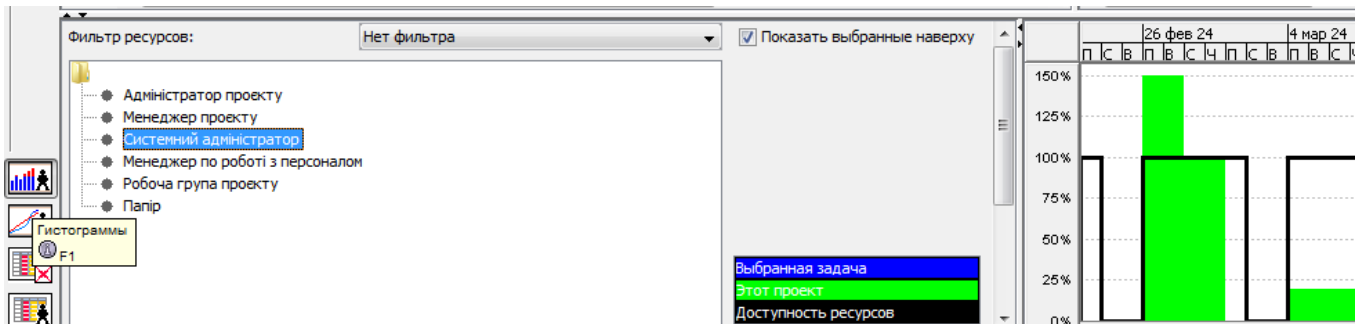 Фильтр ресурсов:
Нет фильтра
Показать выбранные наверху
Адміністратор проекту
Менеджер проекту
Системний адміністратор
Менеджер по роботі з персоналом
Робоча група проекту
Папір
Гистограммы
F1
Выбранная задача
Этот проект
Доступность ресурсов
26 фев 24
4 мар 24
П С В П В С Ч П С В П В С
150%
125%
100%
75%
50%
25%
0%